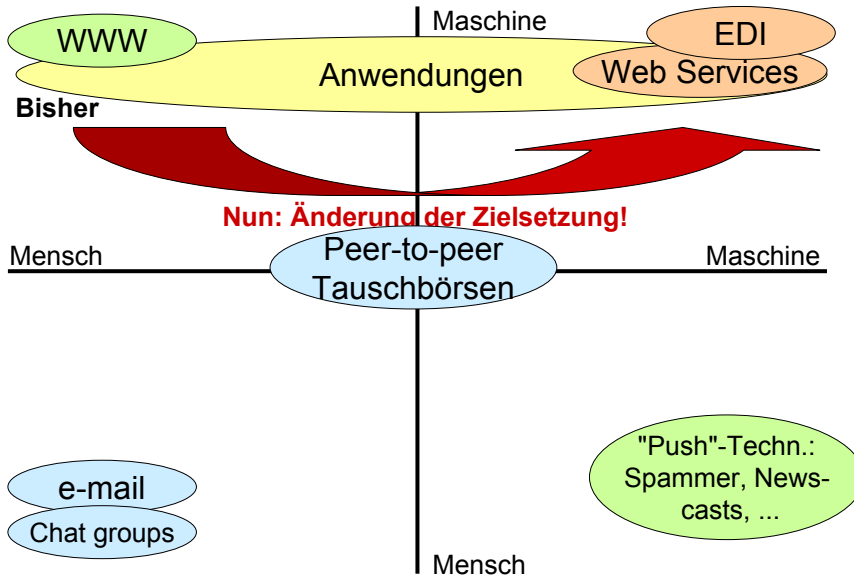 Maschine
WWW
EDI
Anwendungen
Web Services
Bisher
Nun: Änderung der Zielsetzung!
Mensch
Peer-to-peer
Tauschbörsen
Maschine
"Push"-Techn.:
Spammer, News-
casts, ...
e-mail
Chat groups
Mensch